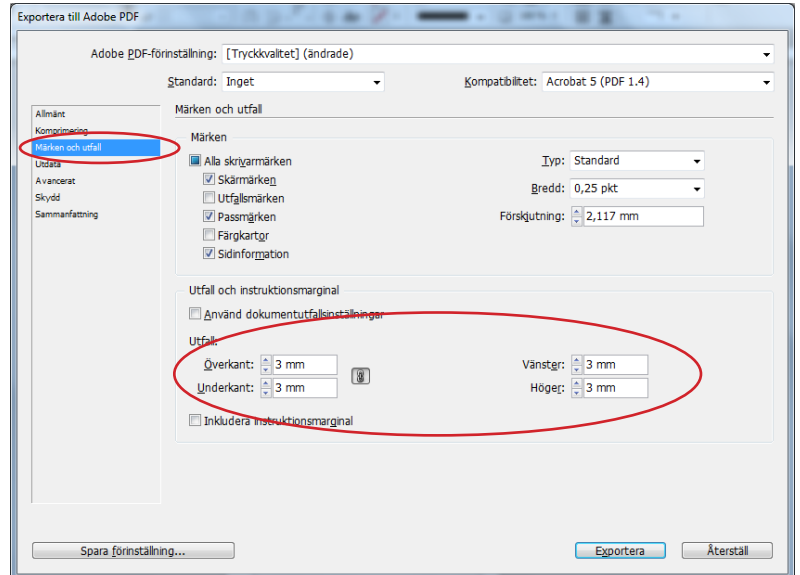 Exportera till Adobe PDF
Adobe PDF-förinställning: [Tryckkvalitet] (ändrade)
Standard: Inget Kompatibilitet: Acrobat 5 (PDF 1.4)
Allmänt
Komprimering
Märken och utfall
Utdata
Avancerat
Skydd
Sammanfattning
Märken och utfall
Märken
Alla skrivarmärken Typ: Standard
Skärmärken Bredd: 0,25 pkt
Utfallsmärken
Passmärken Förskjutning: 2,117 mm
Färgkartor
Sidinformation
Utfall och instruktionsmarginal
Använd dokumentutfallsinställningar
Utfall:
Överkant: 3 mm Vänster: 3 mm
Underkant: 3 mm Höger: 3 mm
Inkludera instruktionsmarginal
Spara förinställning... Exportera Återställ